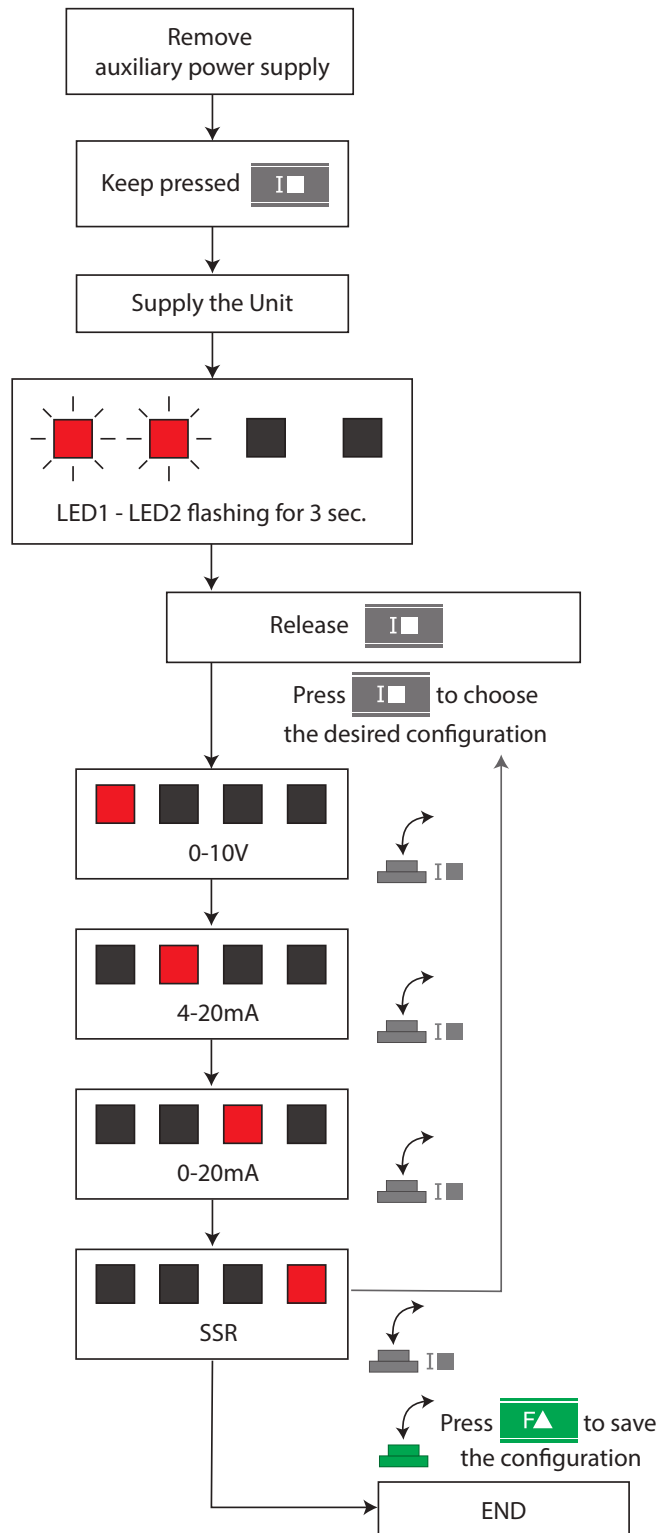 Remove
auxiliary power supply
Keep pressed I
Supply the Unit
LED1 - LED2 flashing for 3 sec.
Release I
Press I to choose
the desired configuration
0-10V
I
4-20mA
I
0-20mA
I
SSR
I
Press F▲ to save
the configuration
END